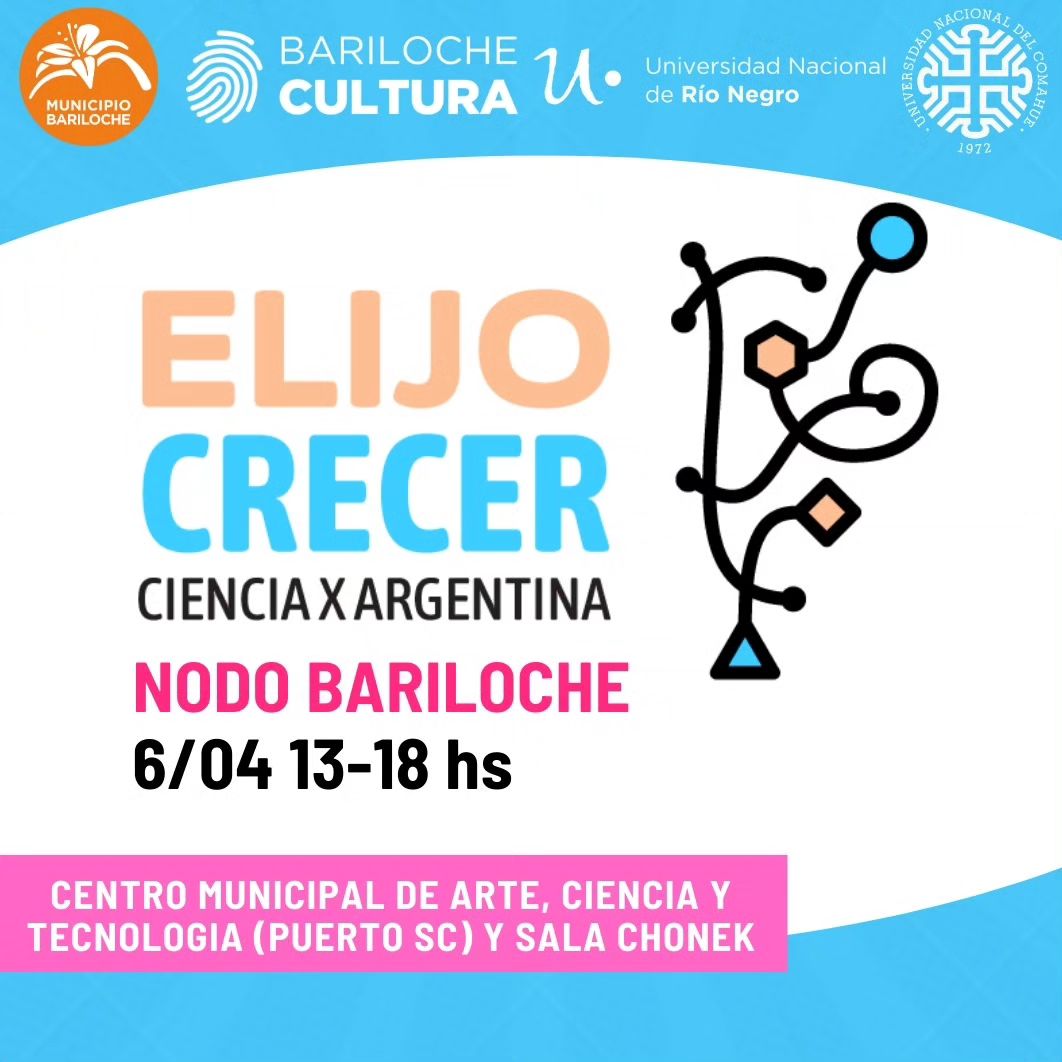 MUNICIPIO
BARILOCHE
BARILOCHE
CULTURA
Universidad Nacional
de Río Negro
UNIVERSIDAD NACIONAL DEL COMAHUE
1972
ELIJO
CRECER
CIENCIA X ARGENTINA
NODO BARILOCHE
6/04 13-18 hs
CENTRO MUNICIPAL DE ARTE, CIENCIA Y
TECNOLOGIA (PUERTO SC) Y SALA CHONEK